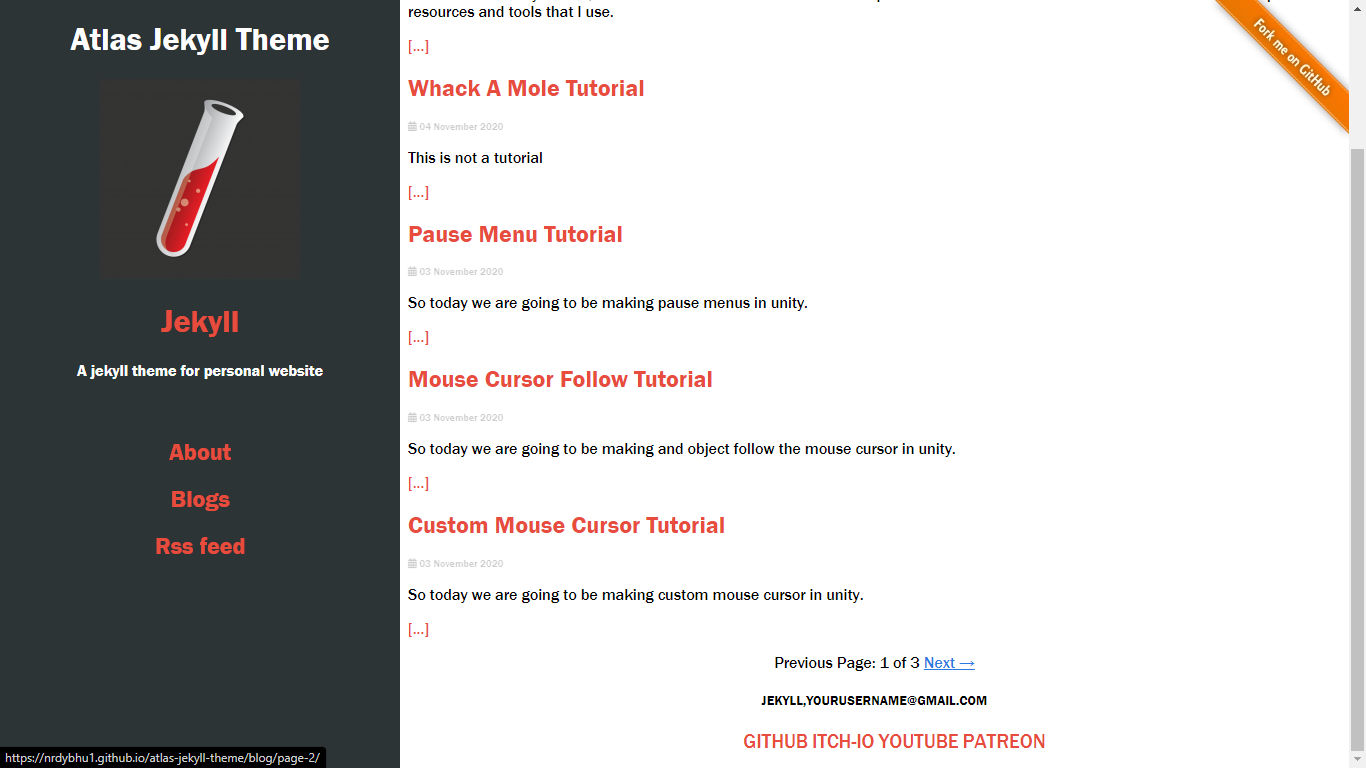 Atlas Jekyll Theme
Jekyll
A jekyll theme for personal website
About
Blogs
Rss feed
resources and tools that I use.
[...]
Whack A Mole Tutorial
04 November 2020
This is not a tutorial
[...]
Pause Menu Tutorial
03 November 2020
So today we are going to be making pause menus in unity.
[...]
Mouse Cursor Follow Tutorial
03 November 2020
So today we are going to be making and object follow the mouse cursor in unity.
[...]
Custom Mouse Cursor Tutorial
03 November 2020
So today we are going to be making custom mouse cursor in unity.
[...]
Previous Page: 1 of 3 Next →
JEKYLL,YOURUSERNAME@GMAIL.COM
GITHUB ITCH-IO YOUTUBE PATREON
Fork me on GitHub
https://nrdybhu1.github.io/atlas-jekyll-theme/blog/page-2/